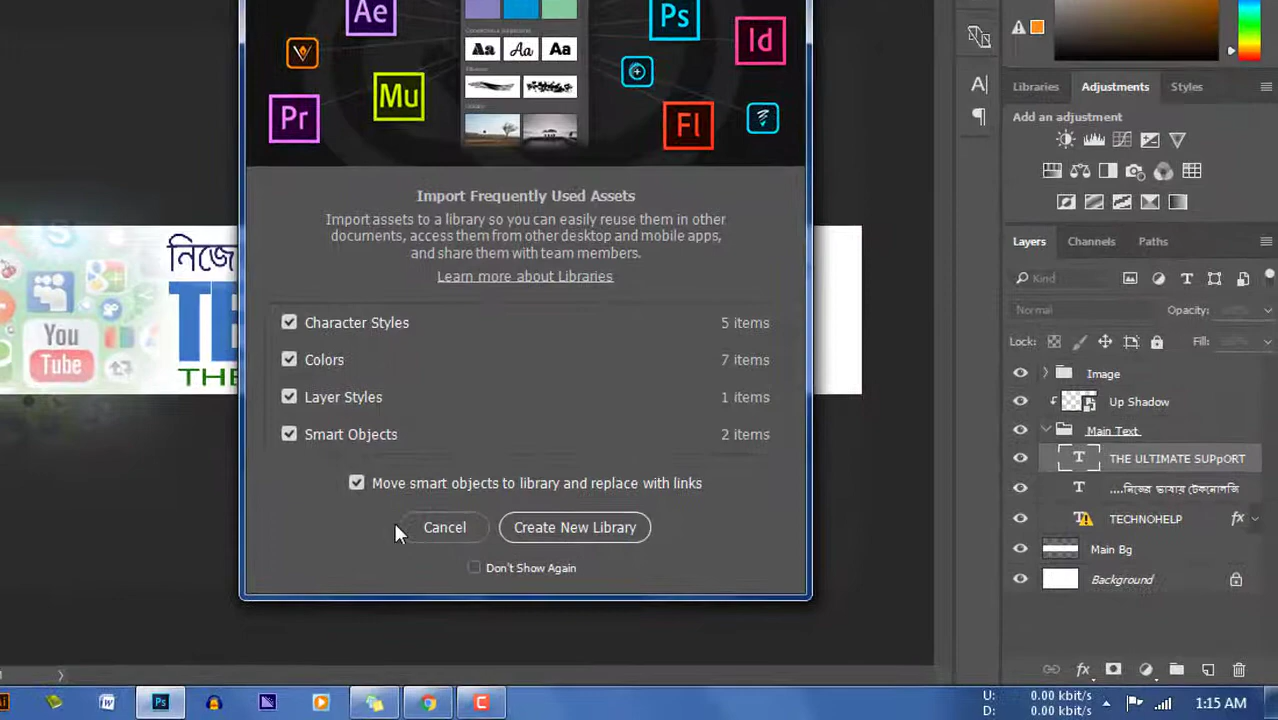 Ae
Ps
Id
Aa Aa Aa
Mu
Pr
Fl
Libraries Adjustments Styles
Add an adjustment
Import Frequently Used Assets
Import assets to a library so you can easily reuse them in other
documents, access them from other desktop and mobile apps,
and share them with team members.
Learn more about Libraries
নিজে
You
Tube
TE
THE
Character Styles 5 items
Colors 7 items
Layer Styles 1 items
Smart Objects 2 items
Move smart objects to library and replace with links
Cancel Create New Library
Don't Show Again
Layers Channels Paths
Kind
Normal Opacity:
Lock: Fill:
Image
Up Shadow
Main Text
THE ULTIMATE SUPpORT
....নিজের ভাষায় টেকনোলজি
TECHNOHELP fx
Main Bg
Background
fx
Ai W Ps C
U: 0.00 kbit/s
D: 0.00 kbit/s
1:15 AM